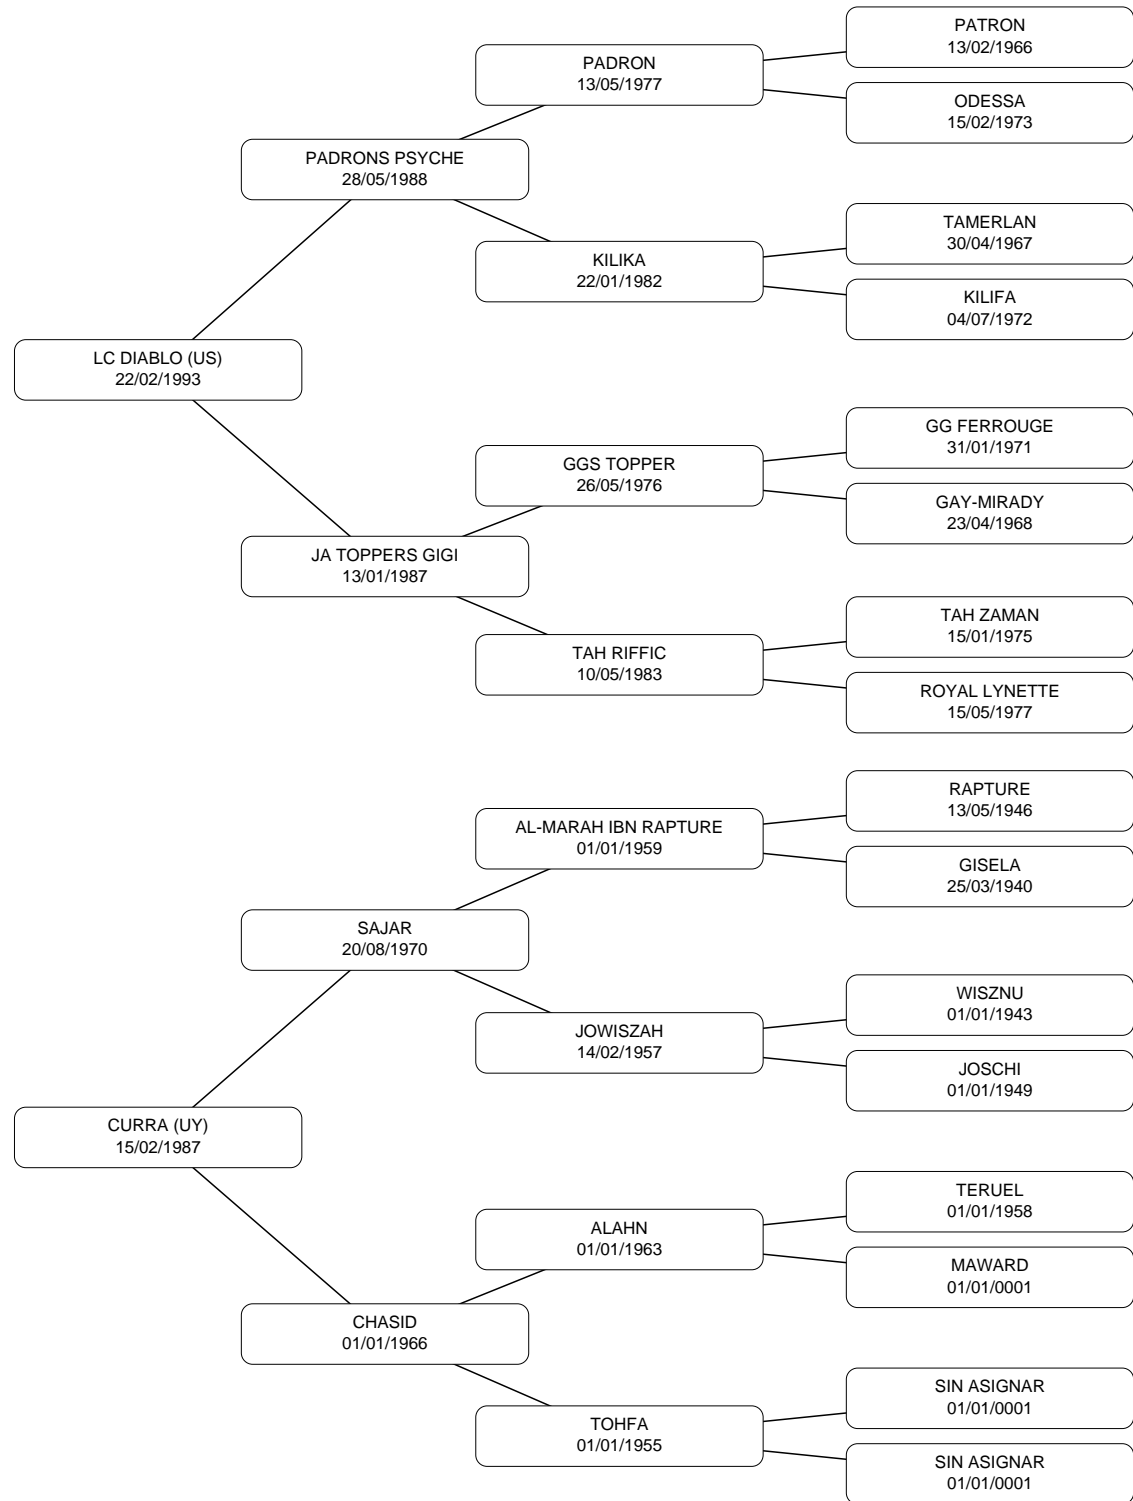 PATRON
13/02/1966
PADRON
13/05/1977
ODESSA
15/02/1973
PADRONS PSYCHE
28/05/1988
TAMERLAN
30/04/1967
KILIKA
22/01/1982
KILIFA
04/07/1972
LC DIABLO (US)
22/02/1993
GG FERROUGE
31/01/1971
GGS TOPPER
26/05/1976
GAY-MIRADY
23/04/1968
JA TOPPERS GIGI
13/01/1987
TAH ZAMAN
15/01/1975
TAH RIFFIC
10/05/1983
ROYAL LYNETTE
15/05/1977
RAPTURE
13/05/1946
AL-MARAH IBN RAPTURE
01/01/1959
GISELA
25/03/1940
SAJAR
20/08/1970
WISZNU
01/01/1943
JOWISZAH
14/02/1957
JOSCHI
01/01/1949
CURRA (UY)
15/02/1987
TERUEL
01/01/1958
ALAHN
01/01/1963
MAWARD
01/01/0001
CHASID
01/01/1966
SIN ASIGNAR
01/01/0001
TOHFA
01/01/1955
SIN ASIGNAR
01/01/0001